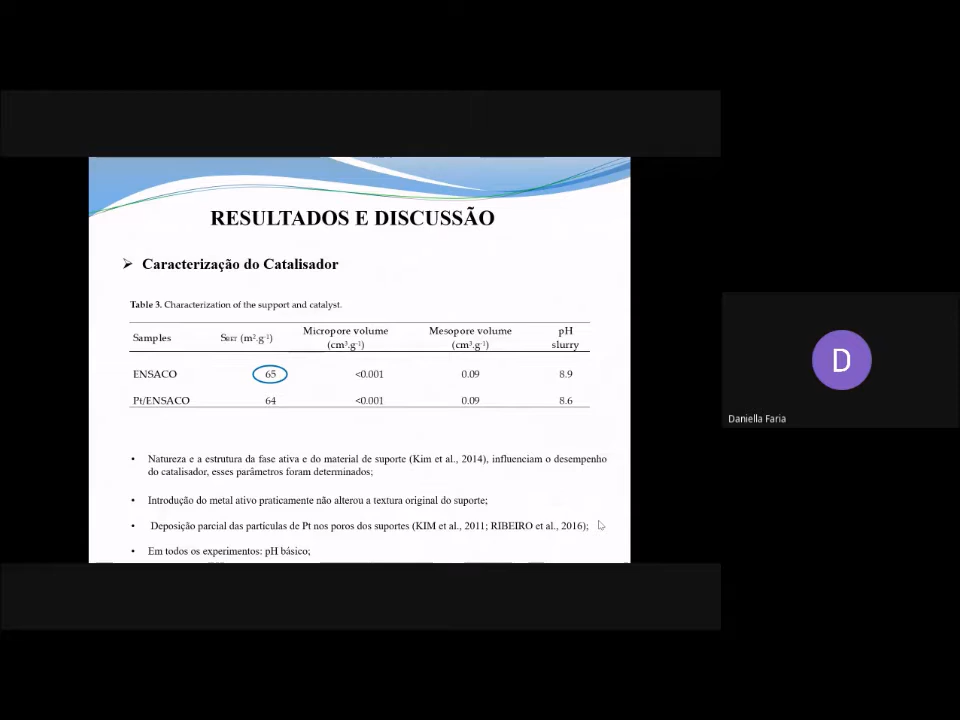 RESULTADOS E DISCUSSÃO
➢ Caracterização do Catalisador
Table 3. Characterization of the support and catalyst.
Samples SBET (m².g⁻¹) Micropore volume (cm³.g⁻¹) Mesopore volume (cm³.g⁻¹) pH slurry
ENSACO 65 <0.001 0.09 8.9
Pt/ENSACO 64 <0.001 0.09 8.6
• Natureza e a estrutura da fase ativa e do material de suporte (Kim et al., 2014), influenciam o desempenho
do catalisador, esses parâmetros foram determinados;
• Introdução do metal ativo praticamente não alterou a textura original do suporte;
• Deposição parcial das partículas de Pt nos poros dos suportes (KIM et al., 2011; RIBEIRO et al., 2016);
• Em todos os experimentos: pH básico;
D
Daniella Faria